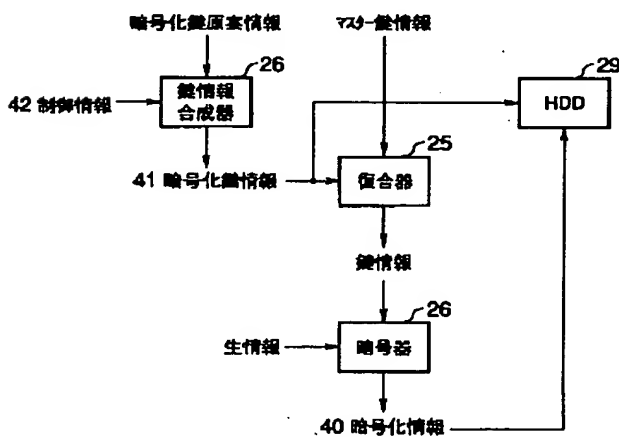 暗号化鍵原案情報
マスター鍵情報
26
29
42 制御情報
鍵情報
合成器
HDD
25
41 暗号化鍵情報
復合器
鍵情報
26
生情報
暗号器
40 暗号化情報